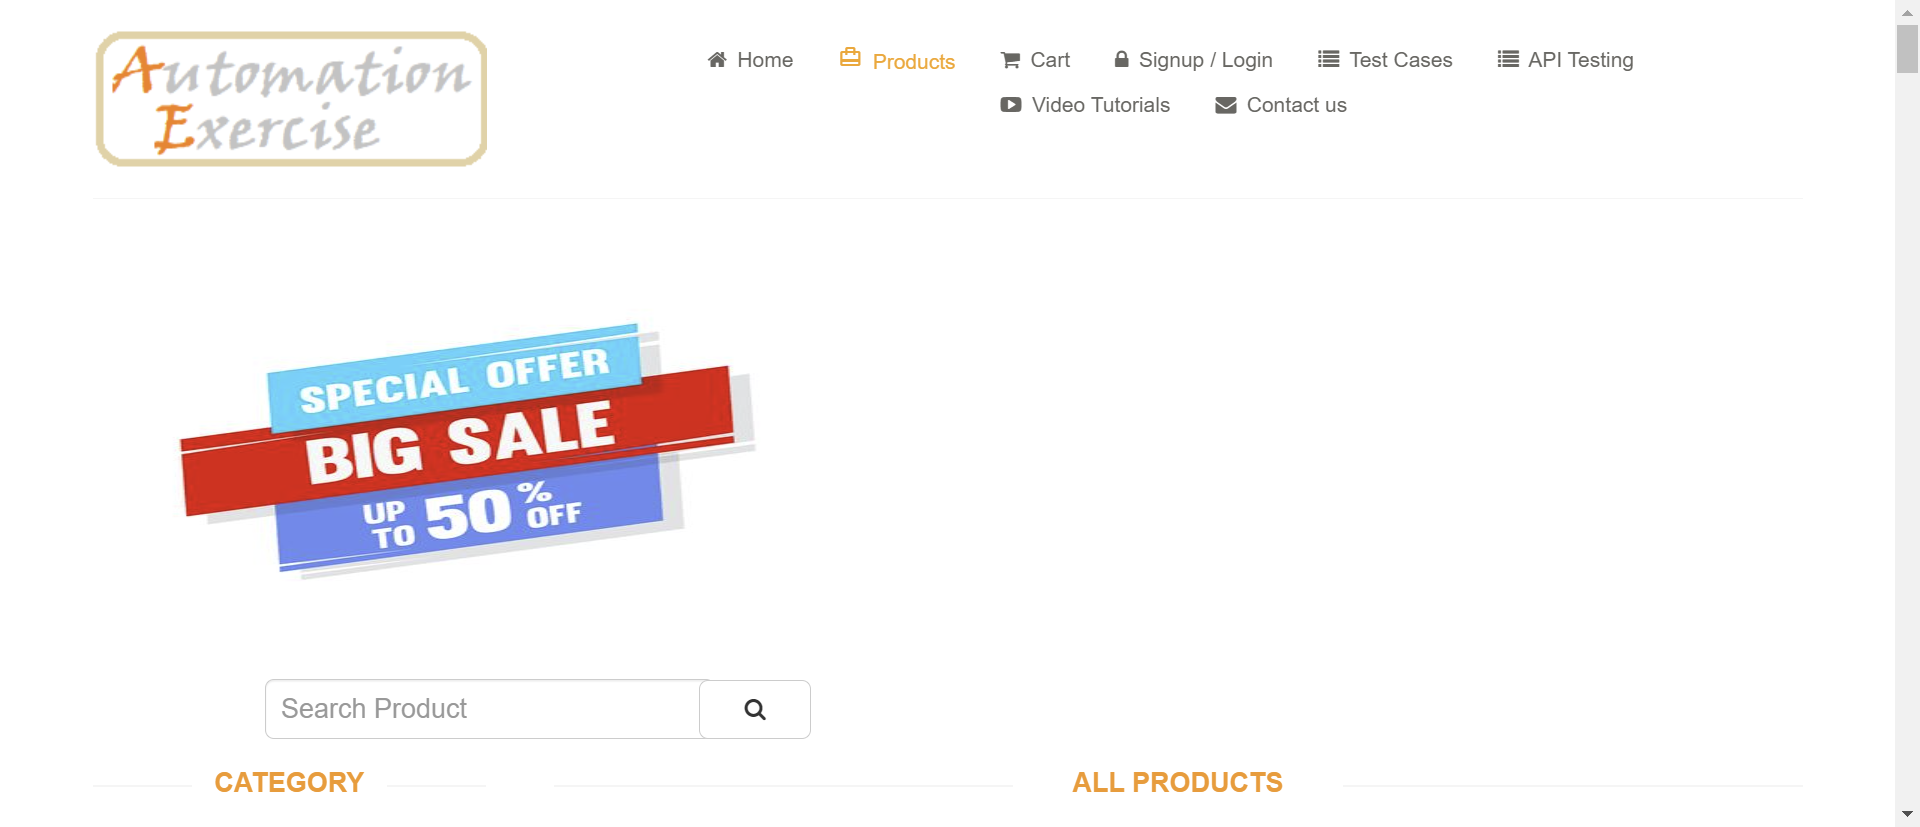 Automation
Exercise
Home
Products
Cart
Signup / Login
Test Cases
API Testing
Video Tutorials
Contact us
SPECIAL OFFER
BIG SALE
UP TO 50% OFF
Search Product
CATEGORY
ALL PRODUCTS